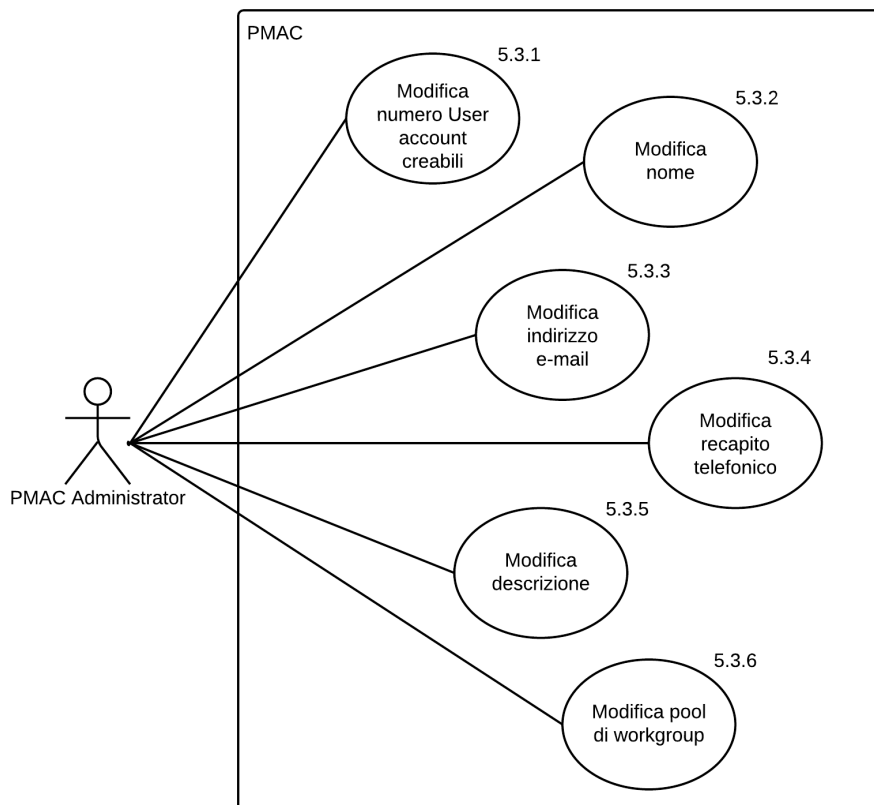 PMAC
5.3.1
Modifica
numero User
account
creabili
5.3.2
Modifica
nome
5.3.3
Modifica
indirizzo
e-mail
5.3.4
Modifica
recapito
telefonico
PMAC Administrator
5.3.5
Modifica
descrizione
5.3.6
Modifica pool
di workgroup